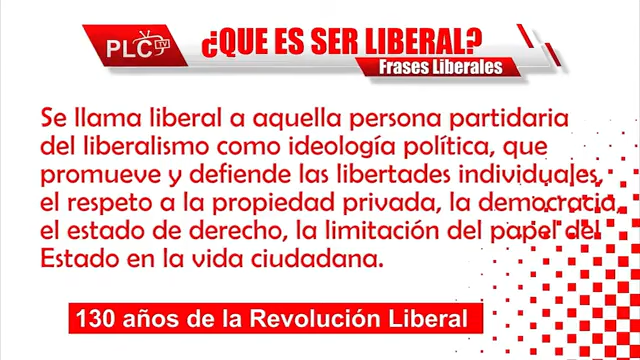 PLC TV
¿QUE ES SER LIBERAL?
Frases Liberales
Se llama liberal a aquella persona partidaria
del liberalismo como ideología política, que
promueve y defiende las libertades individuales,
el respeto a la propiedad privada, la democracia,
el estado de derecho, la limitación del papel del
Estado en la vida ciudadana.
130 años de la Revolución Liberal